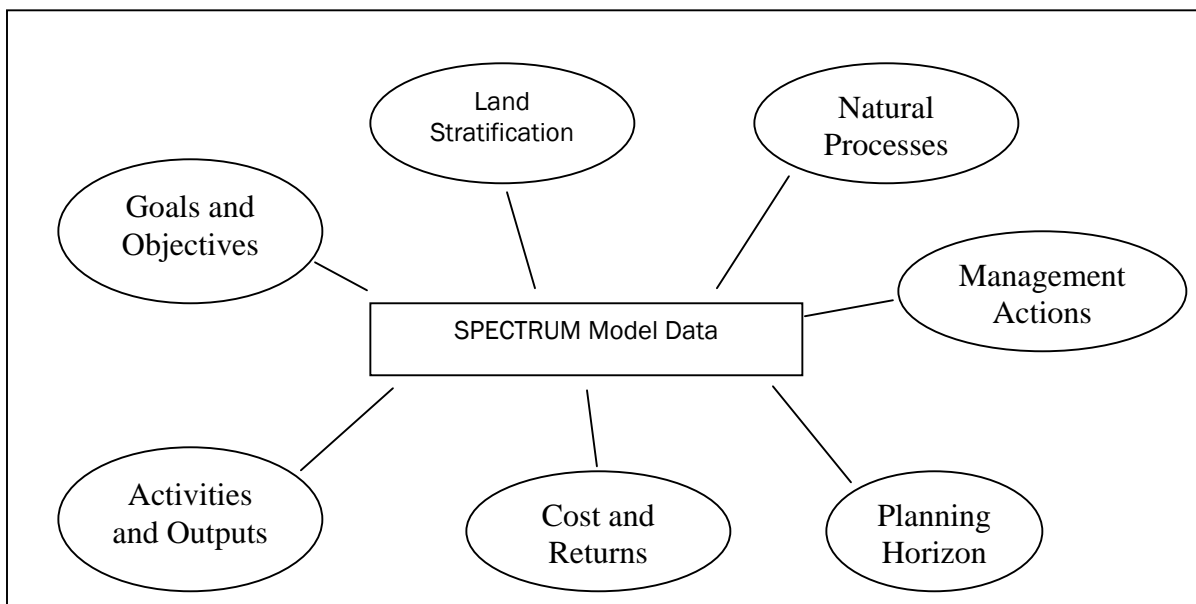 Land
Stratification
Natural
Processes
Goals and
Objectives
Management
Actions
SPECTRUM Model Data
Activities
and Outputs
Cost and
Returns
Planning
Horizon